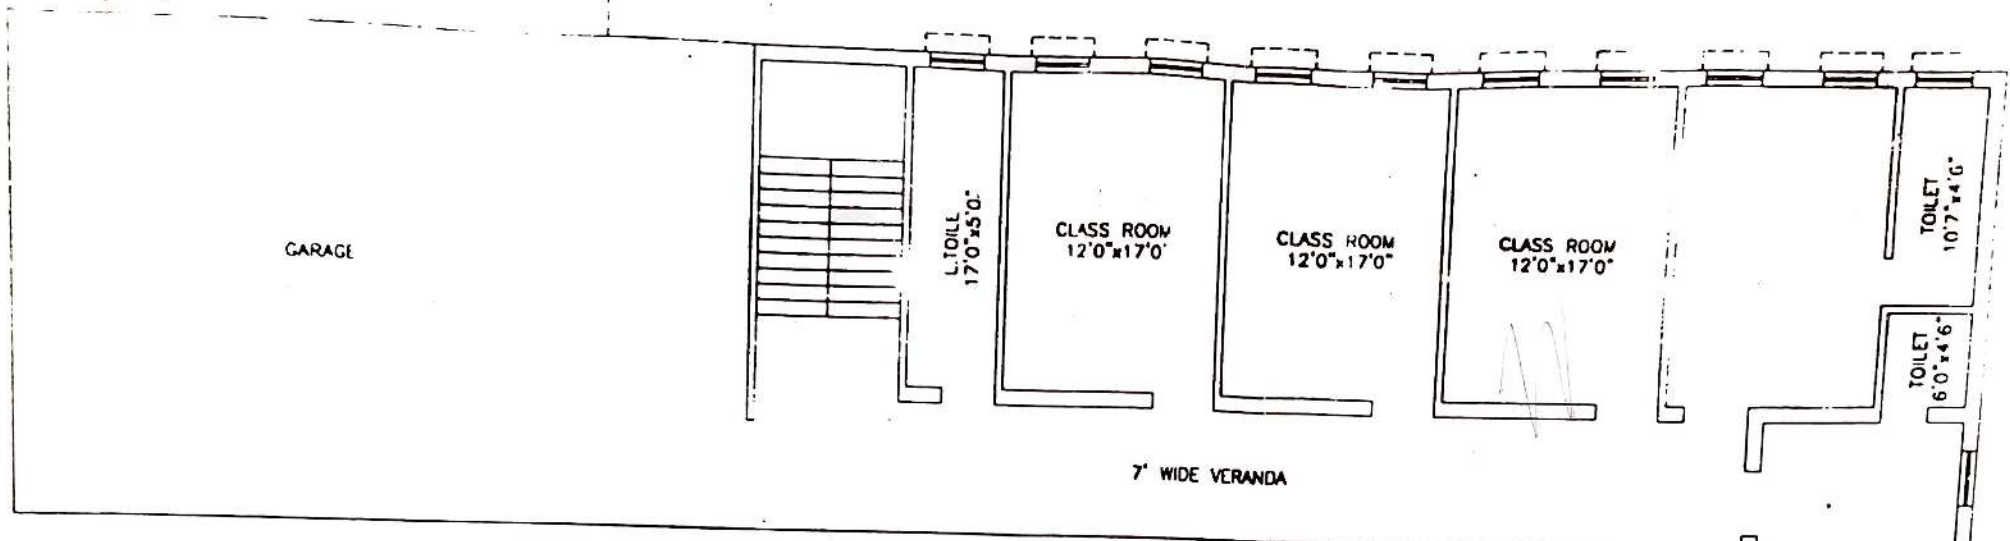 GARAGE
L.TOILE
17'0"x5'0"
CLASS ROOM
12'0"x17'0'
CLASS ROOM
12'0"x17'0"
CLASS ROOM
12'0"x17'0"
TOILET
10'7"x4'6"
TOILET
6'0"x4'6"
7' WIDE VERANDA